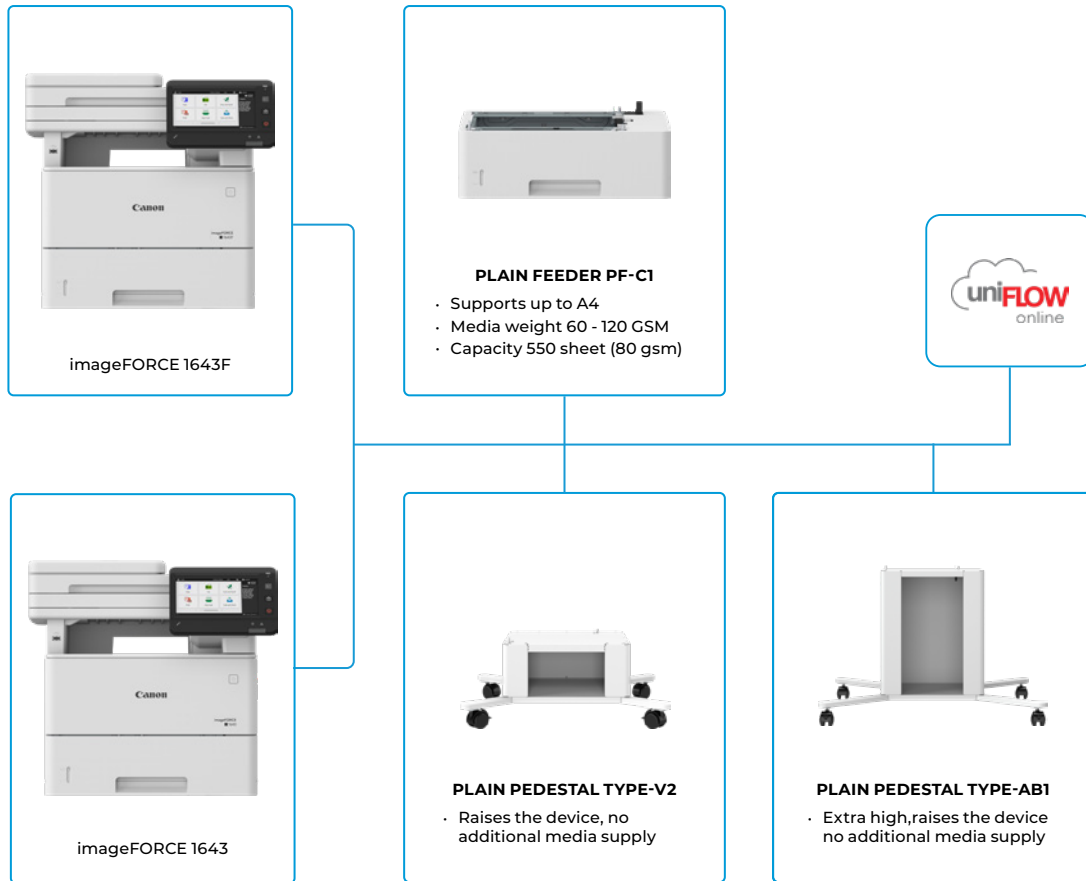 Canon
imageFORCE 1643F
PLAIN FEEDER PF-C1
· Supports up to A4
· Media weight 60 - 120 GSM
· Capacity 550 sheet (80 gsm)
uniFLOW
online
Canon
imageFORCE 1643
PLAIN PEDESTAL TYPE-V2
· Raises the device, no
additional media supply
PLAIN PEDESTAL TYPE-AB1
· Extra high,raises the device
no additional media supply